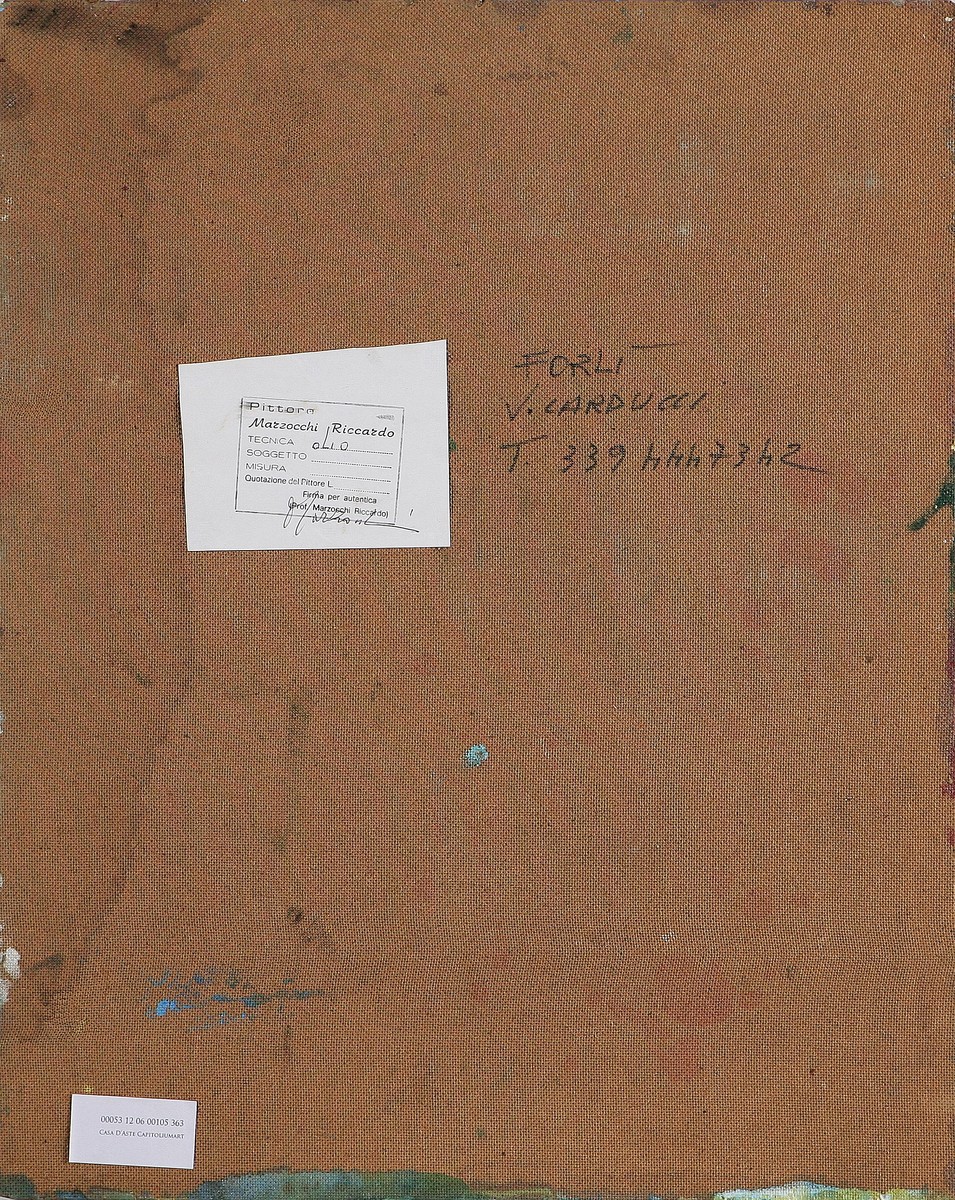 FORLÌ
V. CARDUCCI
T. 339 4447342
Pittore
Marzocchi Riccardo
TECNICA OLIO
SOGGETTO
MISURA
Quotazione del Pittore L.
Firma per autentica
(Prof. Marzocchi Riccardo)
00053 12 06 00105 363
CASA D'ASTE CAPITOLIUMART